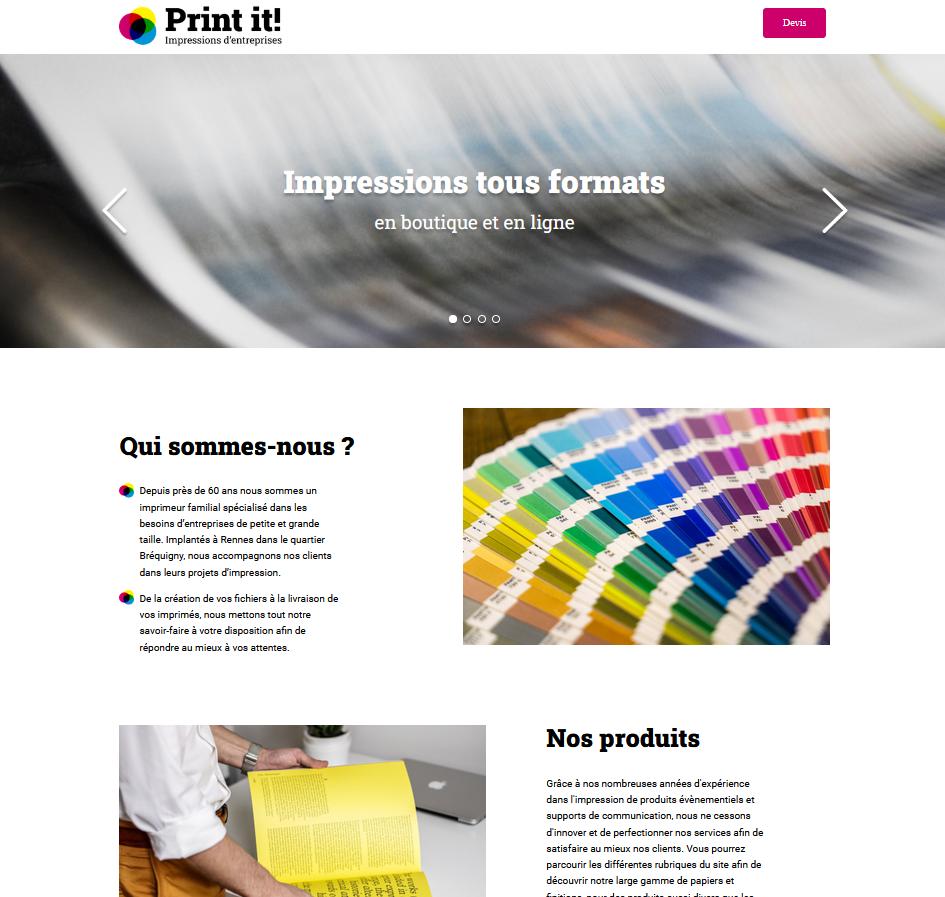 Print it!
Impressions d'entreprises
Devis
Impressions tous formats
en boutique et en ligne
Qui sommes-nous ?
Depuis près de 60 ans nous sommes un
imprimeur familial spécialisé dans les
besoins d'entreprises de petite et grande
taille. Implantés à Rennes dans le quartier
Bréquigny, nous accompagnons nos clients
dans leurs projets d'impression.
De la création de vos fichiers à la livraison de
vos imprimés, nous mettons tout notre
savoir-faire à votre disposition afin de
répondre au mieux à vos attentes.
Nos produits
Grâce à nos nombreuses années d'expérience
dans l'impression de produits évènementiels et
supports de communication, nous ne cessons
d'innover et de perfectionner nos services afin de
satisfaire au mieux nos clients. Vous pourrez
parcourir les différentes rubriques du site afin de
découvrir notre large gamme de papiers et